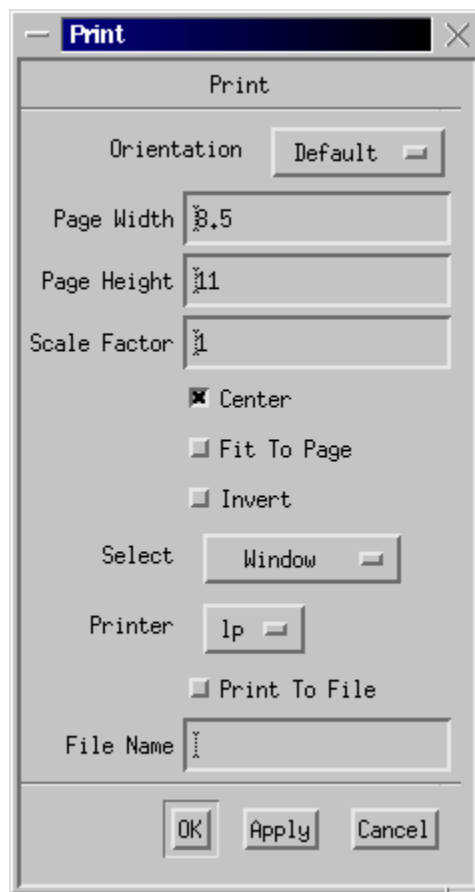 Print
Print
Orientation Default
Page Width 8.5
Page Height 11
Scale Factor 1
Center
Fit To Page
Invert
Select Window
Printer lp
Print To File
File Name
OK Apply Cancel